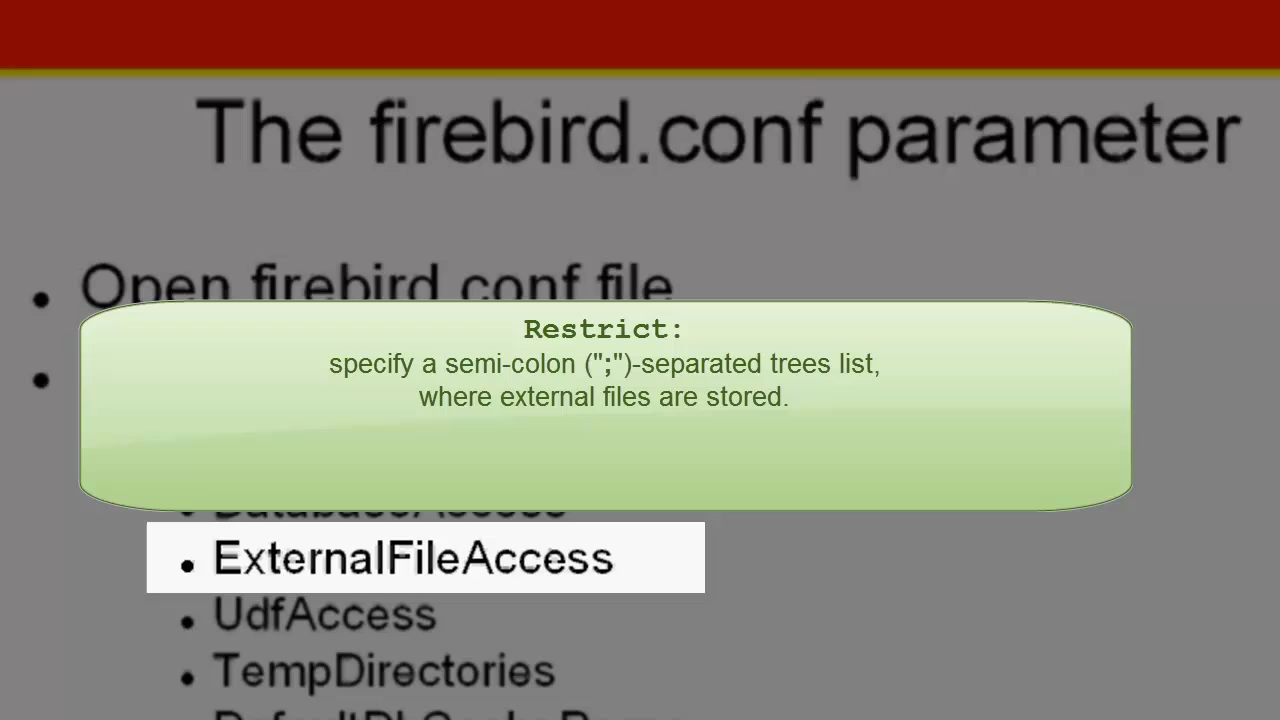 The firebird.conf parameter
• Open firebird.conf file
•
Restrict:
specify a semi-colon (";")-separated trees list,
where external files are stored.
• DatabaseAccess
• ExternalFileAccess
• UdfAccess
• TempDirectories